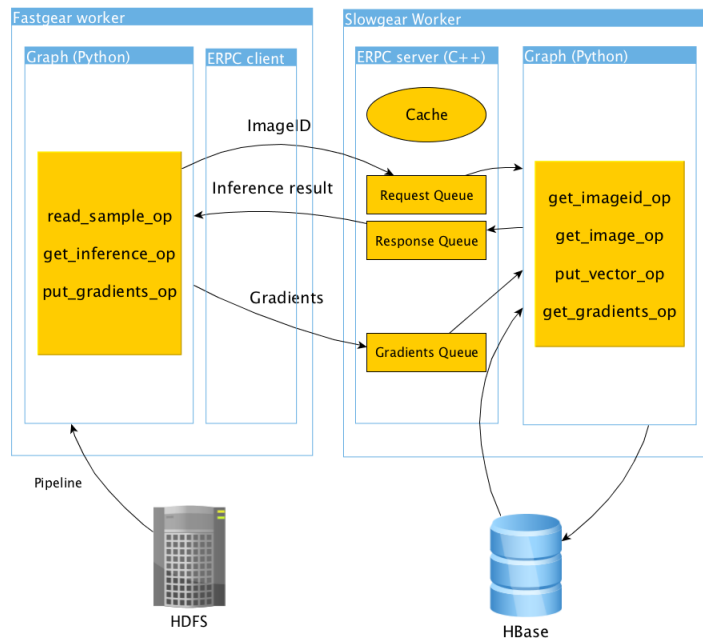 Fastgear worker
Slowgear Worker
Graph (Python)
ERPC client
ERPC server (C++)
Graph (Python)
Cache
ImageID
Request Queue
Inference result
Response Queue
read_sample_op
get_inference_op
put_gradients_op
get_imageid_op
get_image_op
put_vector_op
get_gradients_op
Gradients
Gradients Queue
Pipeline
HDFS
HBase